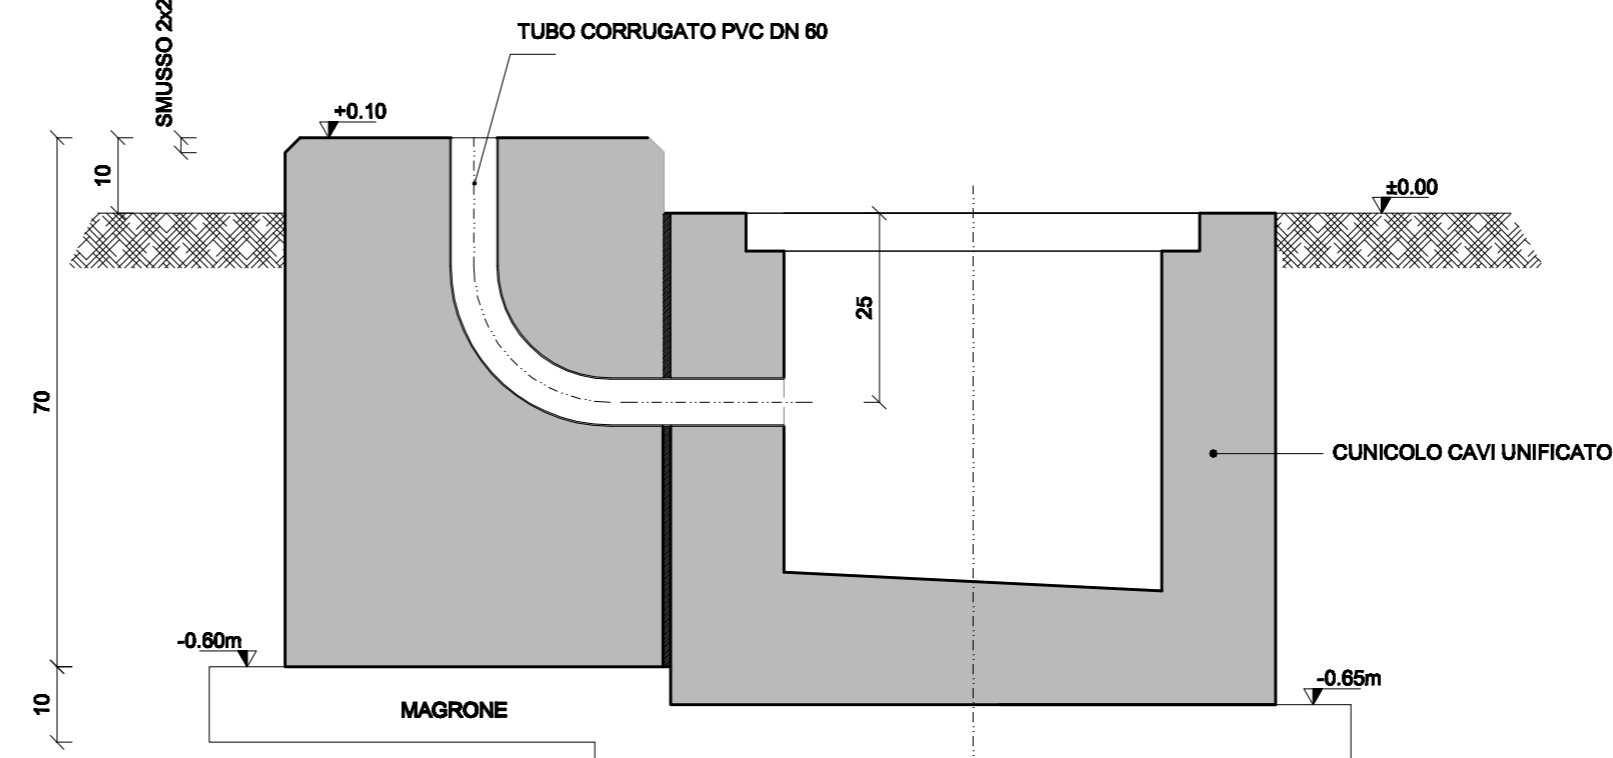 TUBO CORRUGATO PVC DN 60
SMUSSO 2x2
+0.10
10
±0.00
25
70
CUNICOLO CAVI UNIFICATO
-0.60m
-0.65m
10
MAGRONE